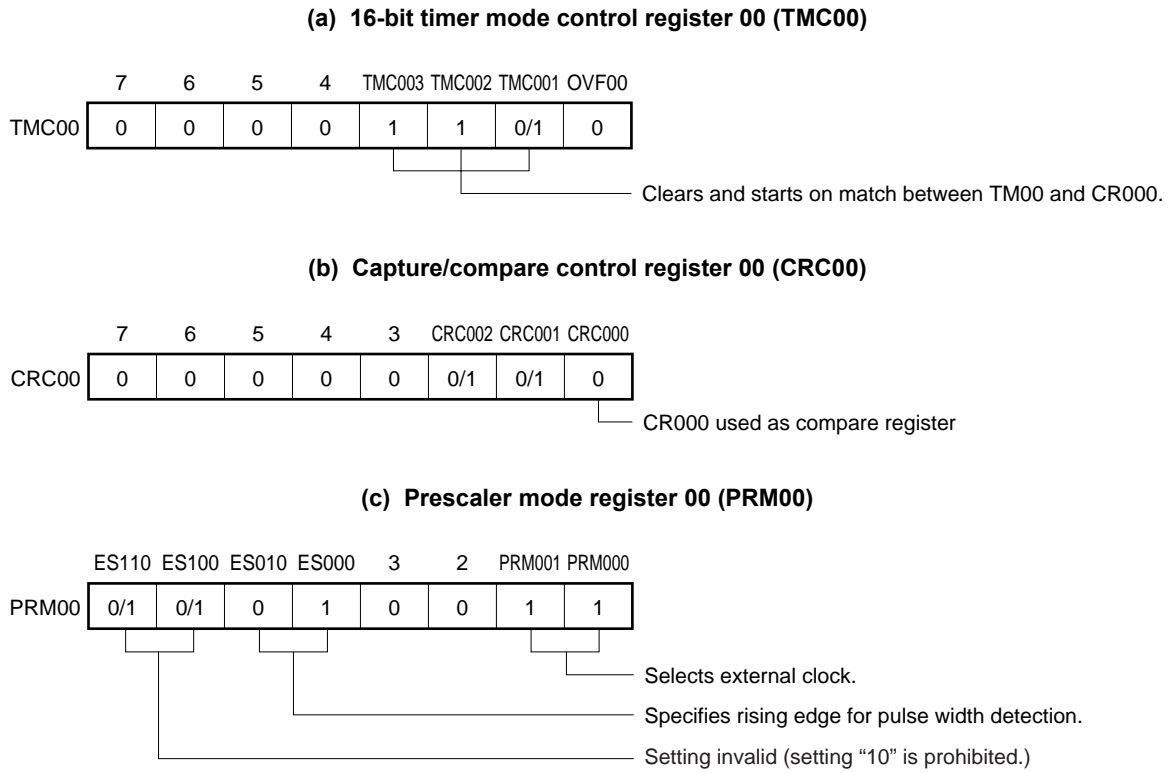 (a) 16-bit timer mode control register 00 (TMC00)
7 6 5 4 TMC003 TMC002 TMC001 OVF00
TMC00 0 0 0 0 1 1 0/1 0
Clears and starts on match between TM00 and CR000.
(b) Capture/compare control register 00 (CRC00)
7 6 5 4 3 CRC002 CRC001 CRC000
CRC00 0 0 0 0 0 0/1 0/1 0
CR000 used as compare register
(c) Prescaler mode register 00 (PRM00)
ES110 ES100 ES010 ES000 3 2 PRM001 PRM000
PRM00 0/1 0/1 0 1 0 0 1 1
Selects external clock.
Specifies rising edge for pulse width detection.
Setting invalid (setting “10” is prohibited.)